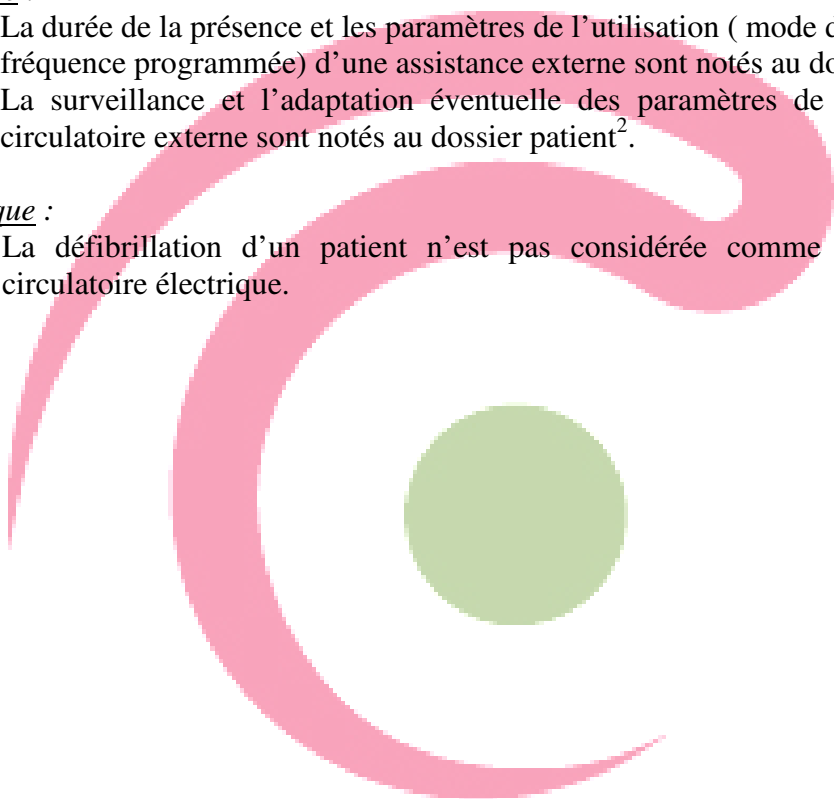 La durée de la présence et les paramètres de l’utilisation ( mode d
fréquence programmée) d’une assistance externe sont notés au do
La surveillance et l’adaptation éventuelle des paramètres de
circulatoire externe sont notés au dossier patient².
que :
La défibrillation d’un patient n’est pas considérée comme
circulatoire électrique.